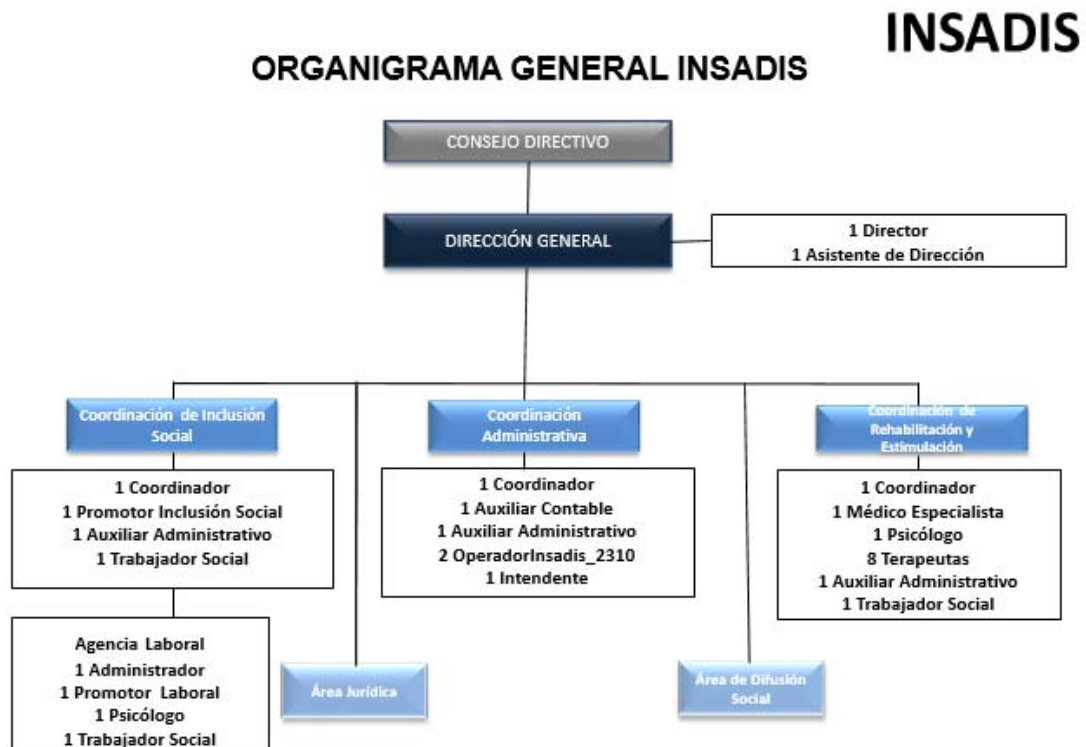 INSADIS
ORGANIGRAMA GENERAL INSADIS
CONSEJO DIRECTIVO
DIRECCIÓN GENERAL
1 Director
1 Asistente de Dirección
Coordinación de Inclusión
Social
1 Coordinador
1 Promotor Inclusión Social
1 Auxiliar Administrativo
1 Trabajador Social
Agencia Laboral
1 Administrador
1 Promotor Laboral
1 Psicólogo
1 Trabajador Social
Área Jurídica
Coordinación
Administrativa
1 Coordinador
1 Auxiliar Contable
1 Auxiliar Administrativo
2 OperadorInsadis_2310
1 Intendente
Área de Difusión
Social
Coordinación de
Rehabilitación y
Estimulación
1 Coordinador
1 Médico Especialista
1 Psicólogo
8 Terapeutas
1 Auxiliar Administrativo
1 Trabajador Social